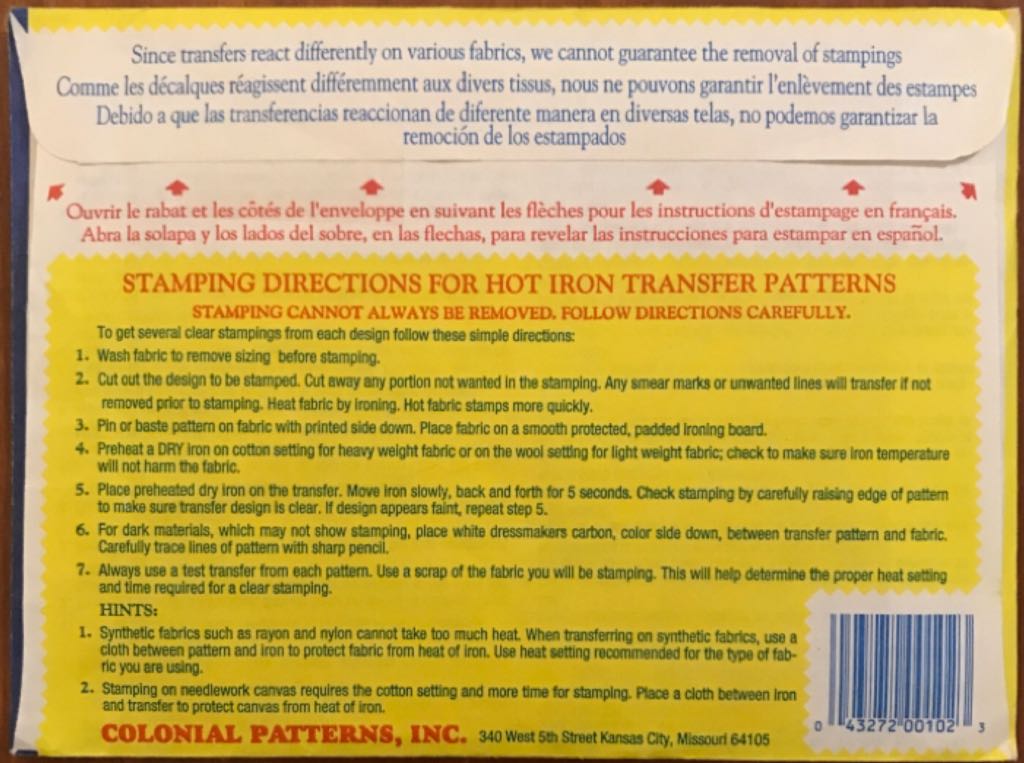 Since transfers react differently on various fabrics, we cannot guarantee the removal of stampings
Comme les décalques réagissent différemment aux divers tissus, nous ne pouvons garantir l'enlèvement des estampes
Debido a que las transferencias reaccionan de diferente manera en diversas telas, no podemos garantizar la
remoción de los estampados
Ouvrir le rabat et les côtés de l'enveloppe en suivant les flèches pour les instructions d'estampage en français.
Abra la solapa y los lados del sobre, en las flechas, para revelar las instrucciones para estampar en español.
STAMPING DIRECTIONS FOR HOT IRON TRANSFER PATTERNS
STAMPING CANNOT ALWAYS BE REMOVED. FOLLOW DIRECTIONS CAREFULLY.
To get several clear stampings from each design follow these simple directions:
1. Wash fabric to remove sizing before stamping.
2. Cut out the design to be stamped. Cut away any portion not wanted in the stamping. Any smear marks or unwanted lines will transfer if not
removed prior to stamping. Heat fabric by ironing. Hot fabric stamps more quickly.
3. Pin or baste pattern on fabric with printed side down. Place fabric on a smooth protected, padded ironing board.
4. Preheat a DRY iron on cotton setting for heavy weight fabric or on the wool setting for light weight fabric; check to make sure iron temperature
will not harm the fabric.
5. Place preheated dry iron on the transfer. Move iron slowly, back and forth for 5 seconds. Check stamping by carefully raising edge of pattern
to make sure transfer design is clear. If design appears faint, repeat step 5.
6. For dark materials, which may not show stamping, place white dressmakers carbon, color side down, between transfer pattern and fabric.
Carefully trace lines of pattern with sharp pencil.
7. Always use a test transfer from each pattern. Use a scrap of the fabric you will be stamping. This will help determine the proper heat setting
and time required for a clear stamping.
HINTS:
1. Synthetic fabrics such as rayon and nylon cannot take too much heat. When transferring on synthetic fabrics, use a
cloth between pattern and iron to protect fabric from heat of iron. Use heat setting recommended for the type of fab-
ric you are using.
2. Stamping on needlework canvas requires the cotton setting and more time for stamping. Place a cloth between iron
and transfer to protect canvas from heat of iron.
COLONIAL PATTERNS, INC. 340 West 5th Street Kansas City, Missouri 64105
0 43272 00102 3